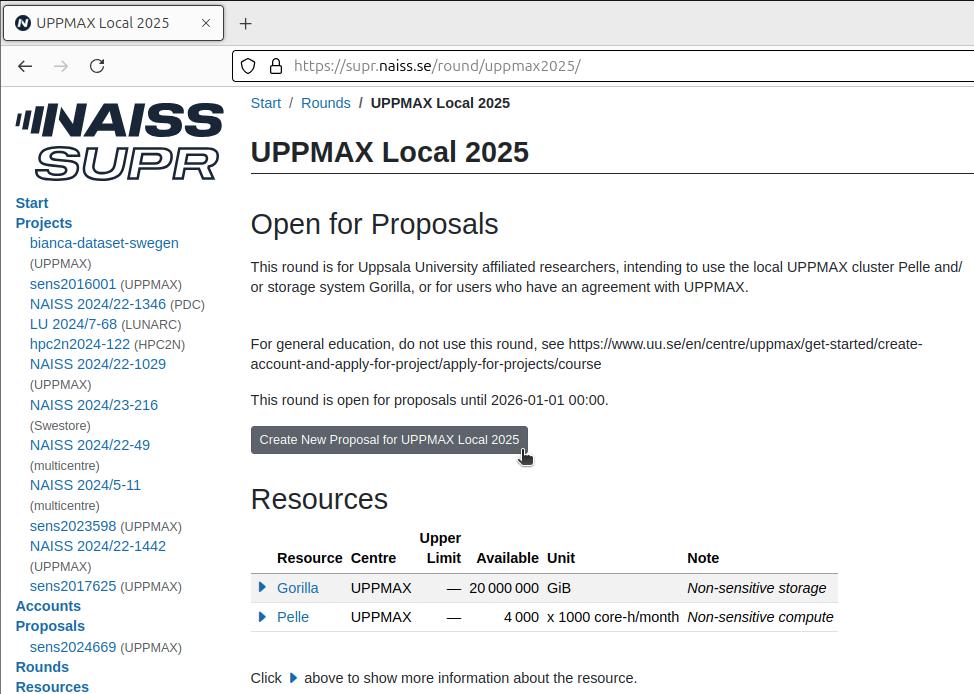 UPPMAX Local 2025
https://supr.naiss.se/round/uppmax2025/
NAISS
SUPR
Start
Projects
bianca-dataset-swegen
(UPPMAX)
sens2016001 (UPPMAX)
NAISS 2024/22-1346 (PDC)
LU 2024/7-68 (LUNARC)
hpc2n2024-122 (HPC2N)
NAISS 2024/22-1029
(UPPMAX)
NAISS 2024/23-216
(Swestore)
NAISS 2024/22-49
(multicentre)
NAISS 2024/5-11
(multicentre)
sens2023598 (UPPMAX)
NAISS 2024/22-1442
(UPPMAX)
sens2017625 (UPPMAX)
Accounts
Proposals
sens2024669 (UPPMAX)
Rounds
Resources
Start / Rounds / UPPMAX Local 2025
UPPMAX Local 2025
Open for Proposals
This round is for Uppsala University affiliated researchers, intending to use the local UPPMAX cluster Pelle and/
or storage system Gorilla, or for users who have an agreement with UPPMAX.
For general education, do not use this round, see https://www.uu.se/en/centre/uppmax/get-started/create-
account-and-apply-for-project/apply-for-projects/course
This round is open for proposals until 2026-01-01 00:00.
Create New Proposal for UPPMAX Local 2025
Resources
Upper
Resource Centre Limit Available Unit Note
Gorilla UPPMAX — 20 000 000 GiB Non-sensitive storage
Pelle UPPMAX — 4 000 x 1000 core-h/month Non-sensitive compute
Click above to show more information about the resource.